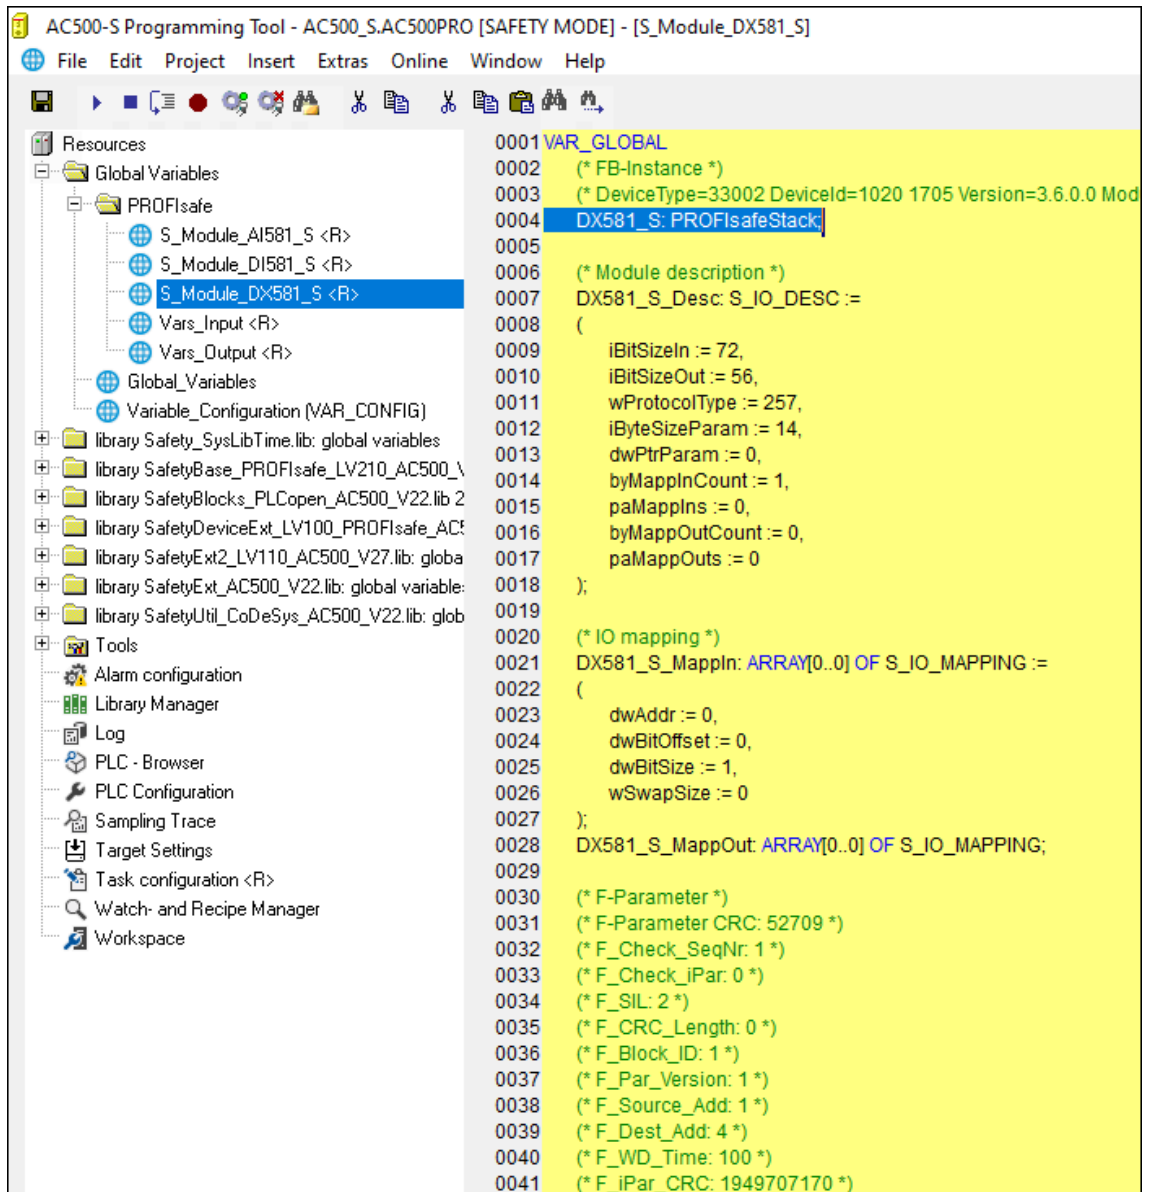 AC500-S Programming Tool - AC500_S.AC500PRO [SAFETY MODE] - [S_Module_DX581_S]
File Edit Project Insert Extras Online Window Help
Resources
Global Variables
PROFIsafe
S_Module_AI581_S <R>
S_Module_DI581_S <R>
S_Module_DX581_S <R>
Vars_Input <R>
Vars_Output <R>
Global_Variables
Variable_Configuration (VAR_CONFIG)
library Safety_SysLibTime.lib: global variables
library SafetyBase_PROFIsafe_LV210_AC500_V
library SafetyBlocks_PLCopen_AC500_V22.lib 2
library SafetyDeviceExt_LV100_PROFIsafe_AC5
library SafetyExt2_LV110_AC500_V27.lib: globa
library SafetyExt_AC500_V22.lib: global variable
library SafetyUtil_CoDeSys_AC500_V22.lib: glob
Tools
Alarm configuration
Library Manager
Log
PLC - Browser
PLC Configuration
Sampling Trace
Target Settings
Task configuration <R>
Watch- and Recipe Manager
Workspace
0001 VAR_GLOBAL
0002 (* FB-Instance *)
0003 (* DeviceType=33002 DeviceId=1020 1705 Version=3.6.0.0 Mod
0004 DX581_S: PROFIsafeStack;
0005
0006 (* Module description *)
0007 DX581_S_Desc: S_IO_DESC :=
0008 (
0009 iBitSizeIn := 72,
0010 iBitSizeOut := 56,
0011 wProtocolType := 257,
0012 iByteSizeParam := 14,
0013 dwPtrParam := 0,
0014 byMappInCount := 1,
0015 paMappIns := 0,
0016 byMappOutCount := 0,
0017 paMappOuts := 0
0018 );
0019
0020 (* IO mapping *)
0021 DX581_S_MappIn: ARRAY[0..0] OF S_IO_MAPPING :=
0022 (
0023 dwAddr := 0,
0024 dwBitOffset := 0,
0025 dwBitSize := 1,
0026 wSwapSize := 0
0027 );
0028 DX581_S_MappOut: ARRAY[0..0] OF S_IO_MAPPING;
0029
0030 (* F-Parameter *)
0031 (* F-Parameter CRC: 52709 *)
0032 (* F_Check_SeqNr: 1 *)
0033 (* F_Check_iPar: 0 *)
0034 (* F_SIL: 2 *)
0035 (* F_CRC_Length: 0 *)
0036 (* F_Block_ID: 1 *)
0037 (* F_Par_Version: 1 *)
0038 (* F_Source_Add: 1 *)
0039 (* F_Dest_Add: 4 *)
0040 (* F_WD_Time: 100 *)
0041 (* F_iPar_CRC: 1949707170 *)